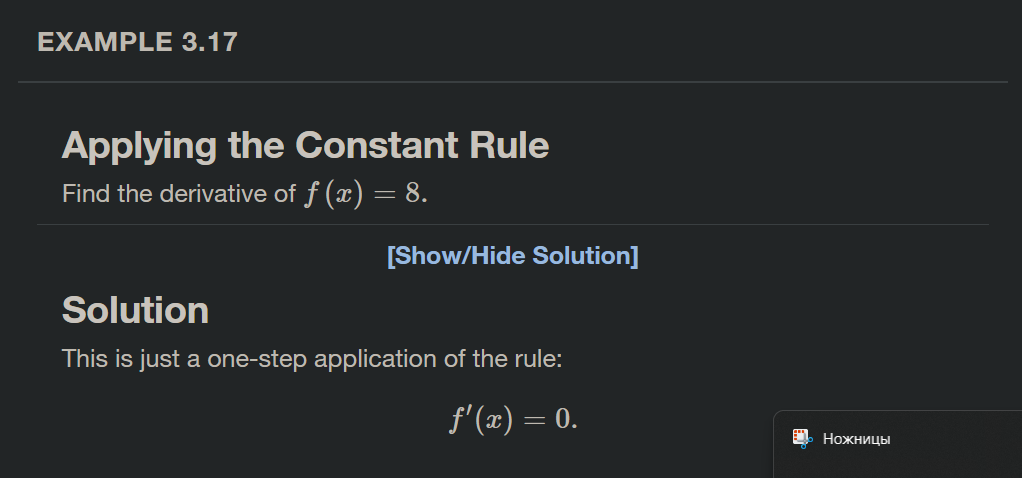 EXAMPLE 3.17
Applying the Constant Rule
Find the derivative of f (x) = 8.
[Show/Hide Solution]
Solution
This is just a one-step application of the rule:
f′(x) = 0.
Ножницы